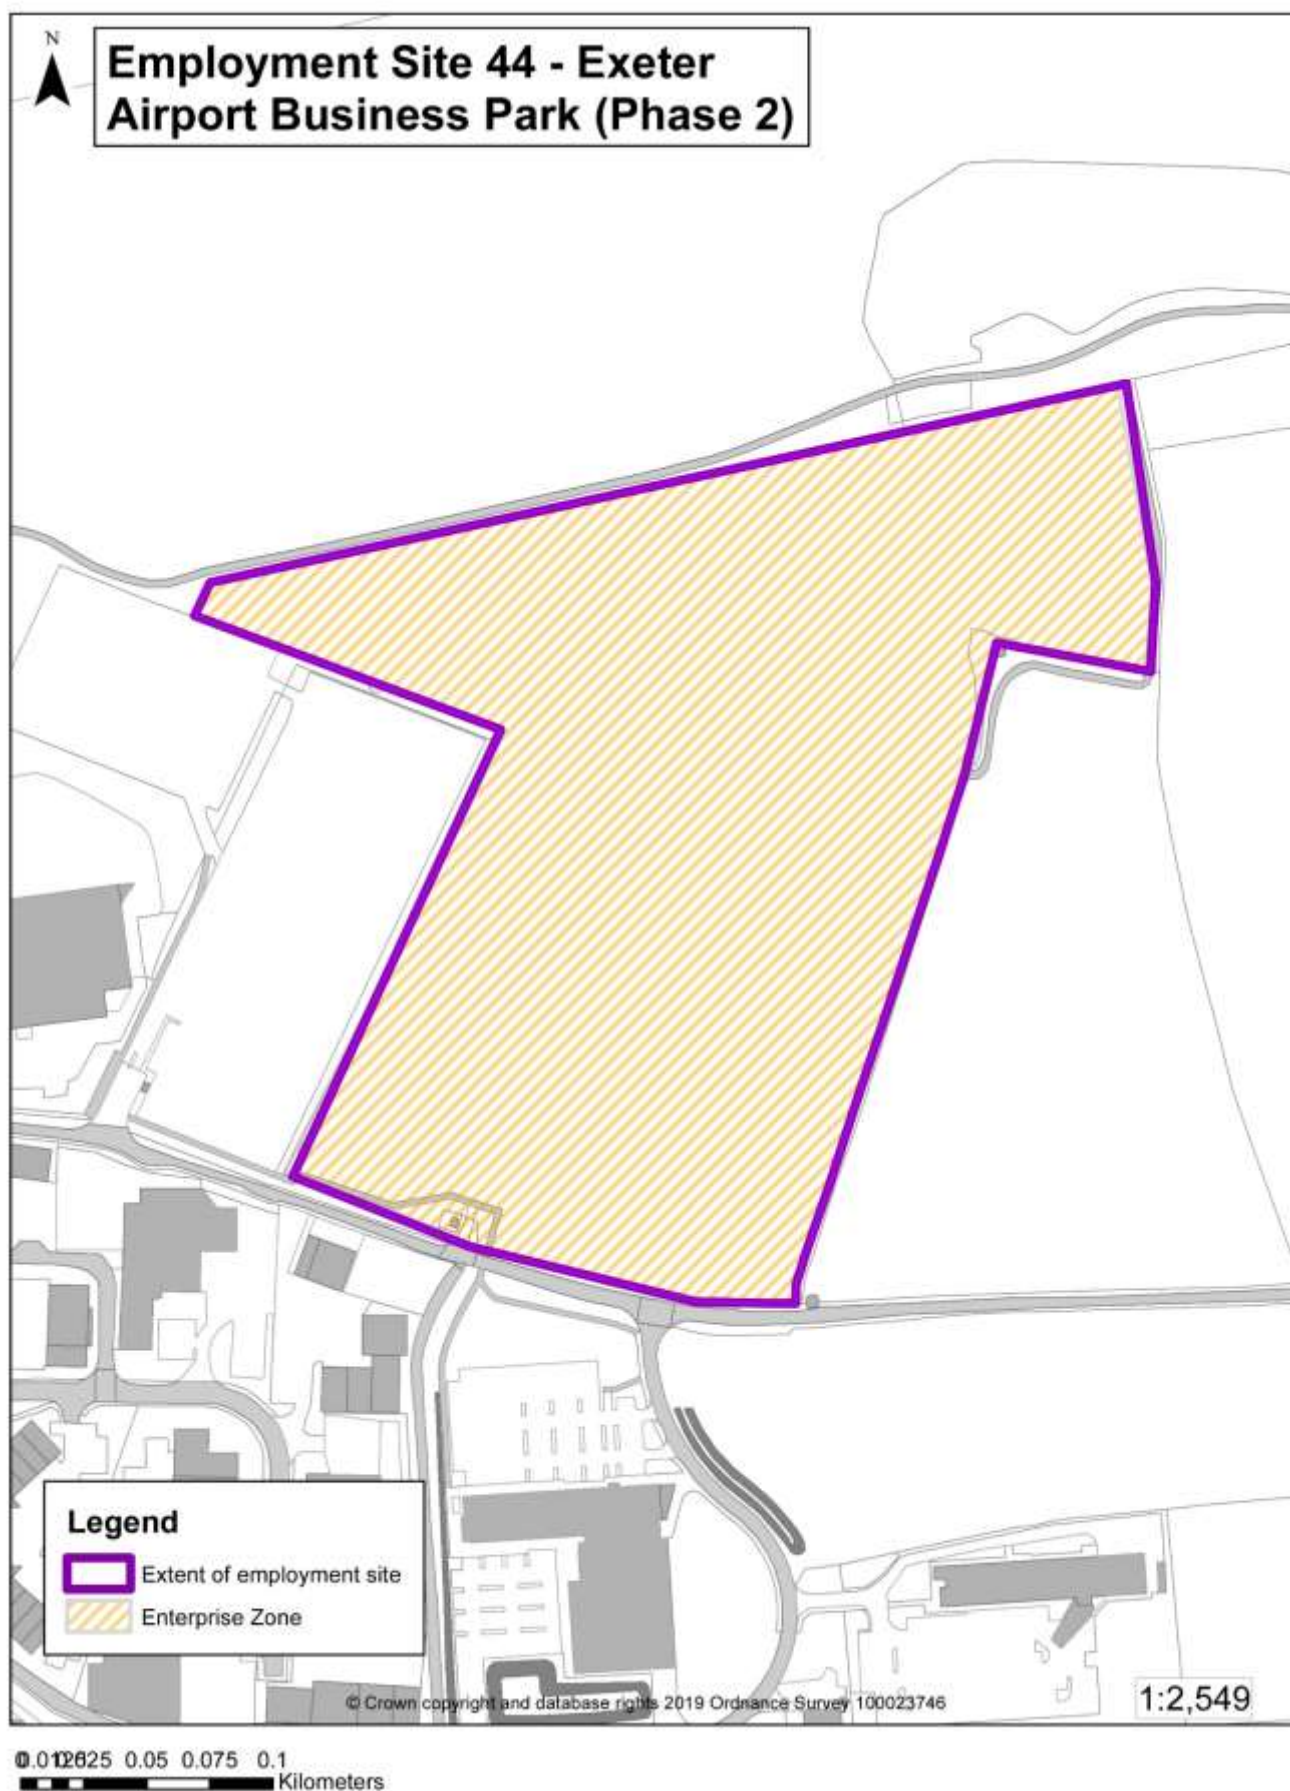 N
Employment Site 44 - Exeter
Airport Business Park (Phase 2)
Legend
Extent of employment site
Enterprise Zone
© Crown copyright and database rights 2019 Ordnance Survey 100023746
1:2,549
0.05 0.075 0.1
Kilometers